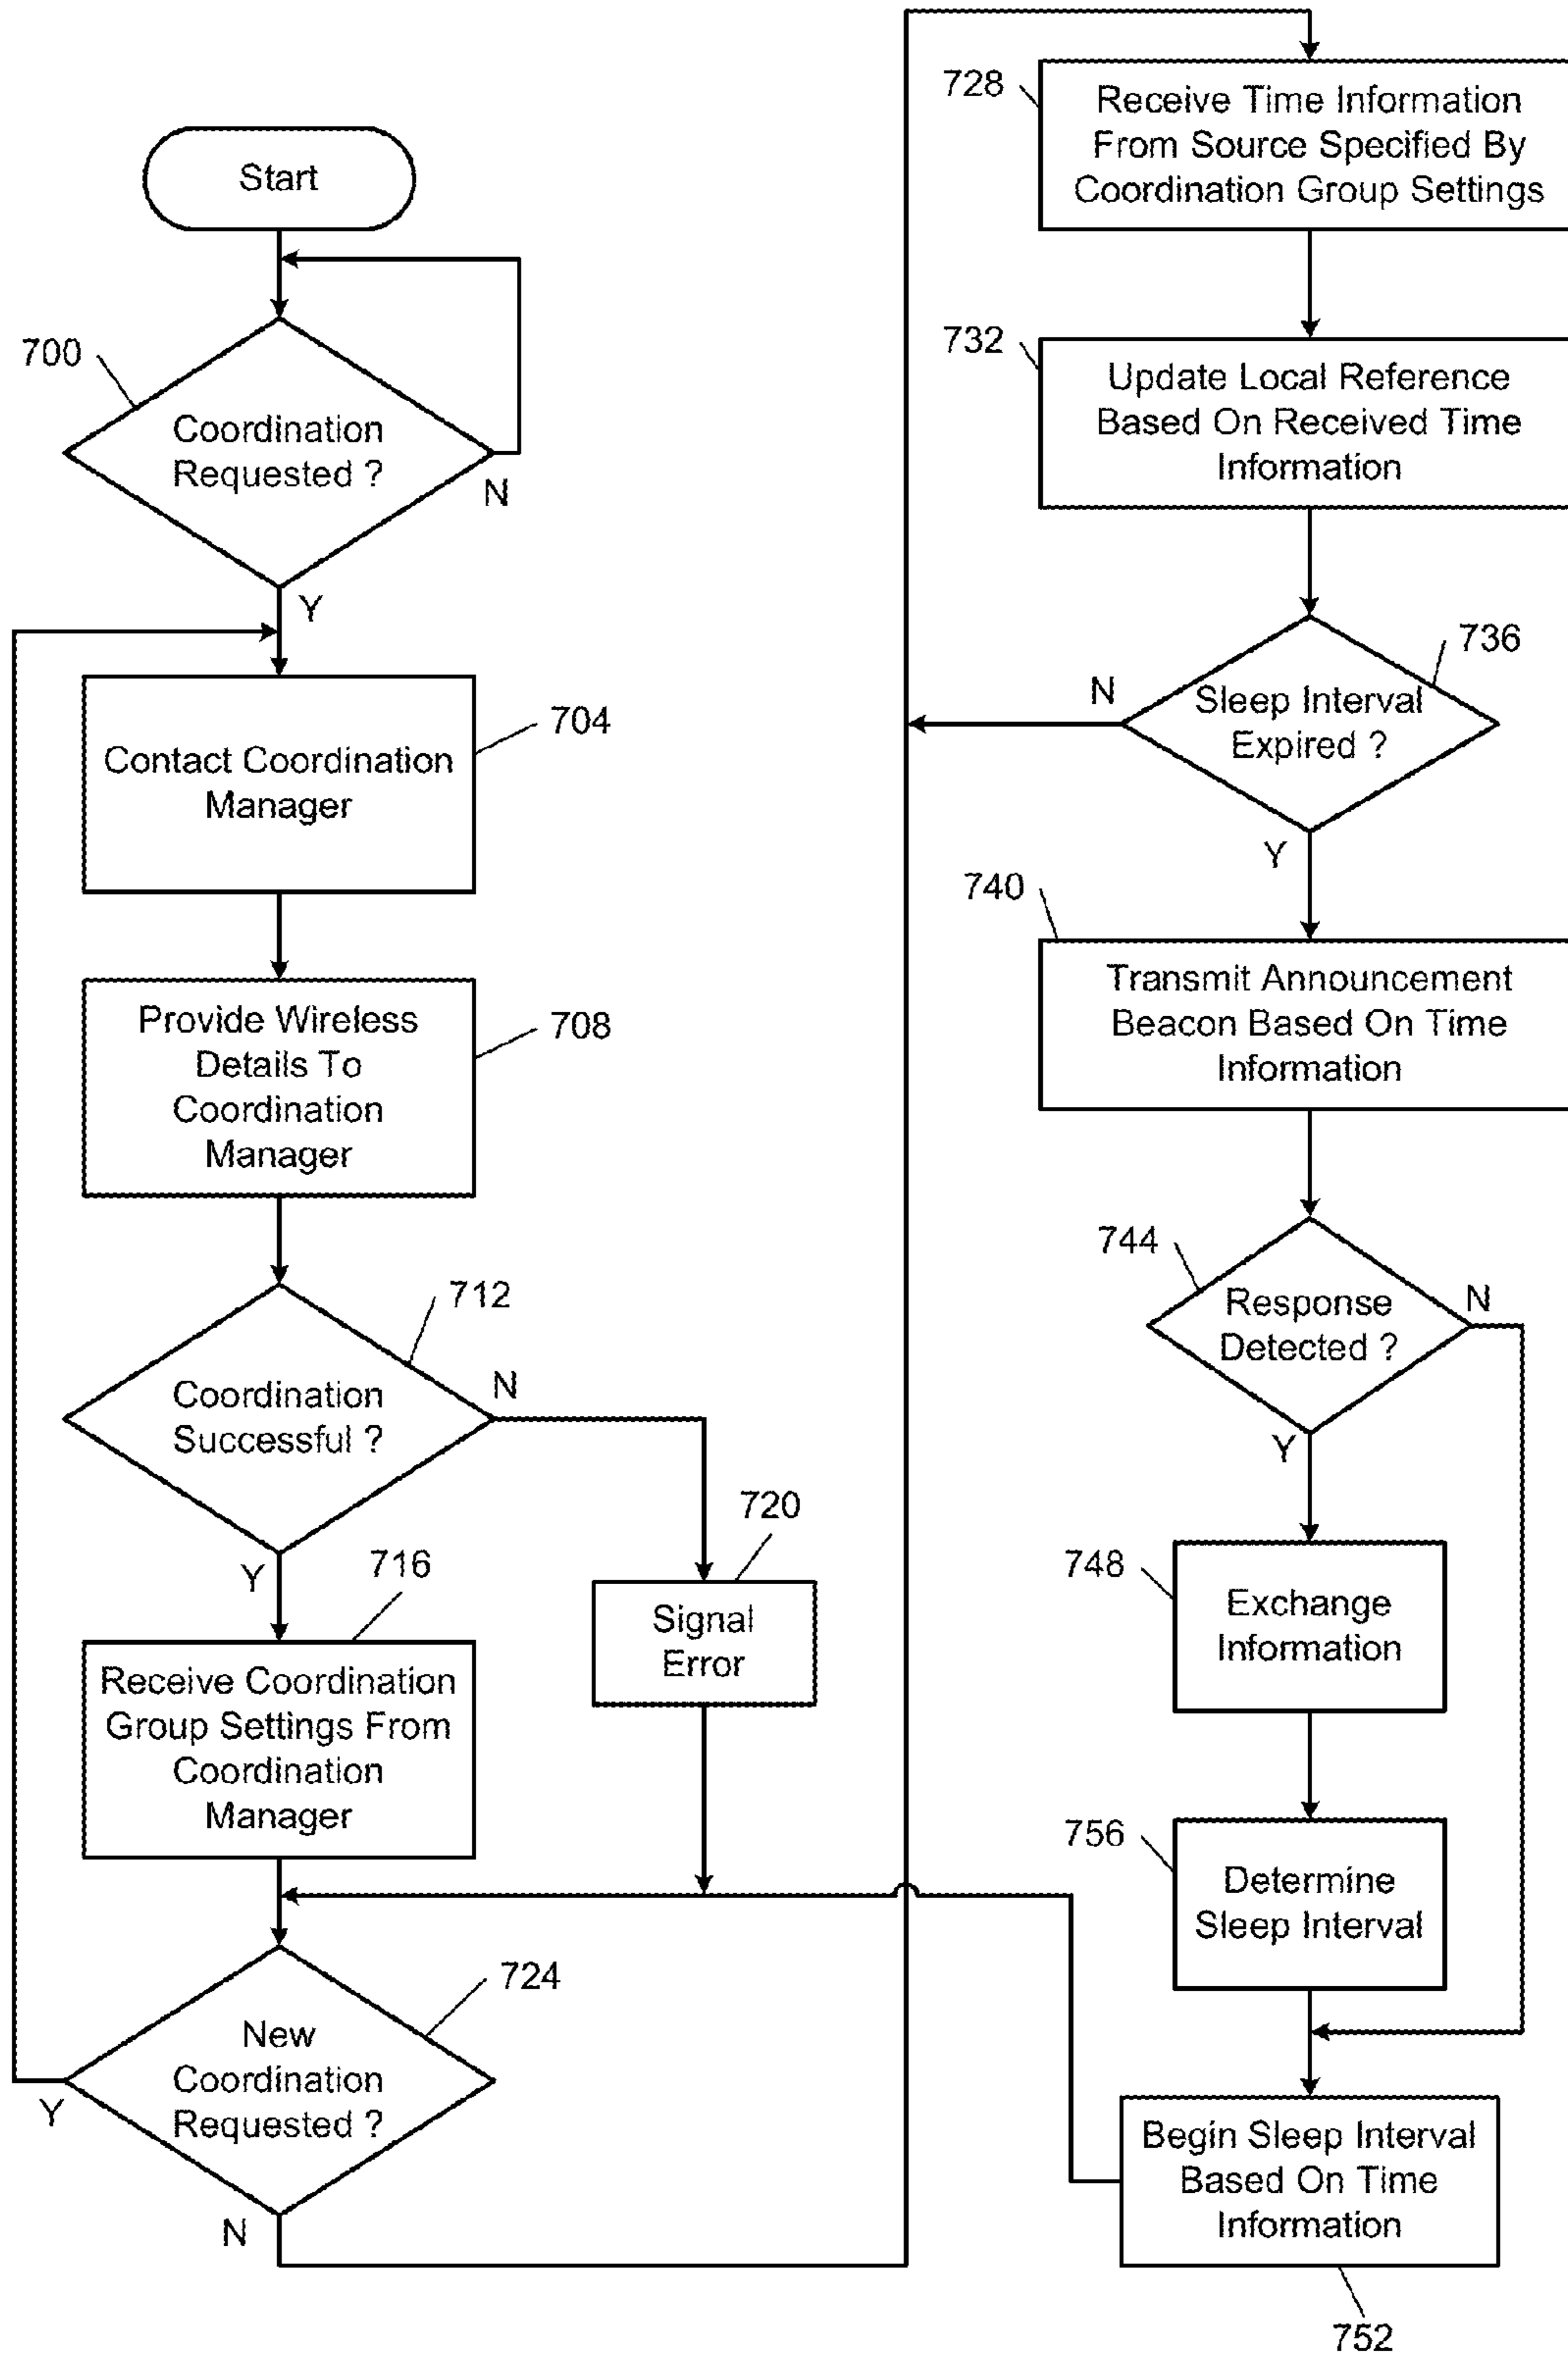 Start
700
Coordination
Requested ?
N
Y
704
Contact Coordination
Manager
708
Provide Wireless
Details To
Coordination
Manager
712
Coordination
Successful ?
N
Y
716
720
Signal
Error
Receive Coordination
Group Settings From
Coordination
Manager
724
New
Coordination
Requested ?
Y
N
728
Receive Time Information
From Source Specified By
Coordination Group Settings
732
Update Local Reference
Based On Received Time
Information
736
N
Sleep Interval
Expired ?
Y
740
Transmit Announcement
Beacon Based On Time
Information
744
Response
Detected ?
N
Y
748
Exchange
Information
756
Determine
Sleep Interval
Begin Sleep Interval
Based On Time
Information
752